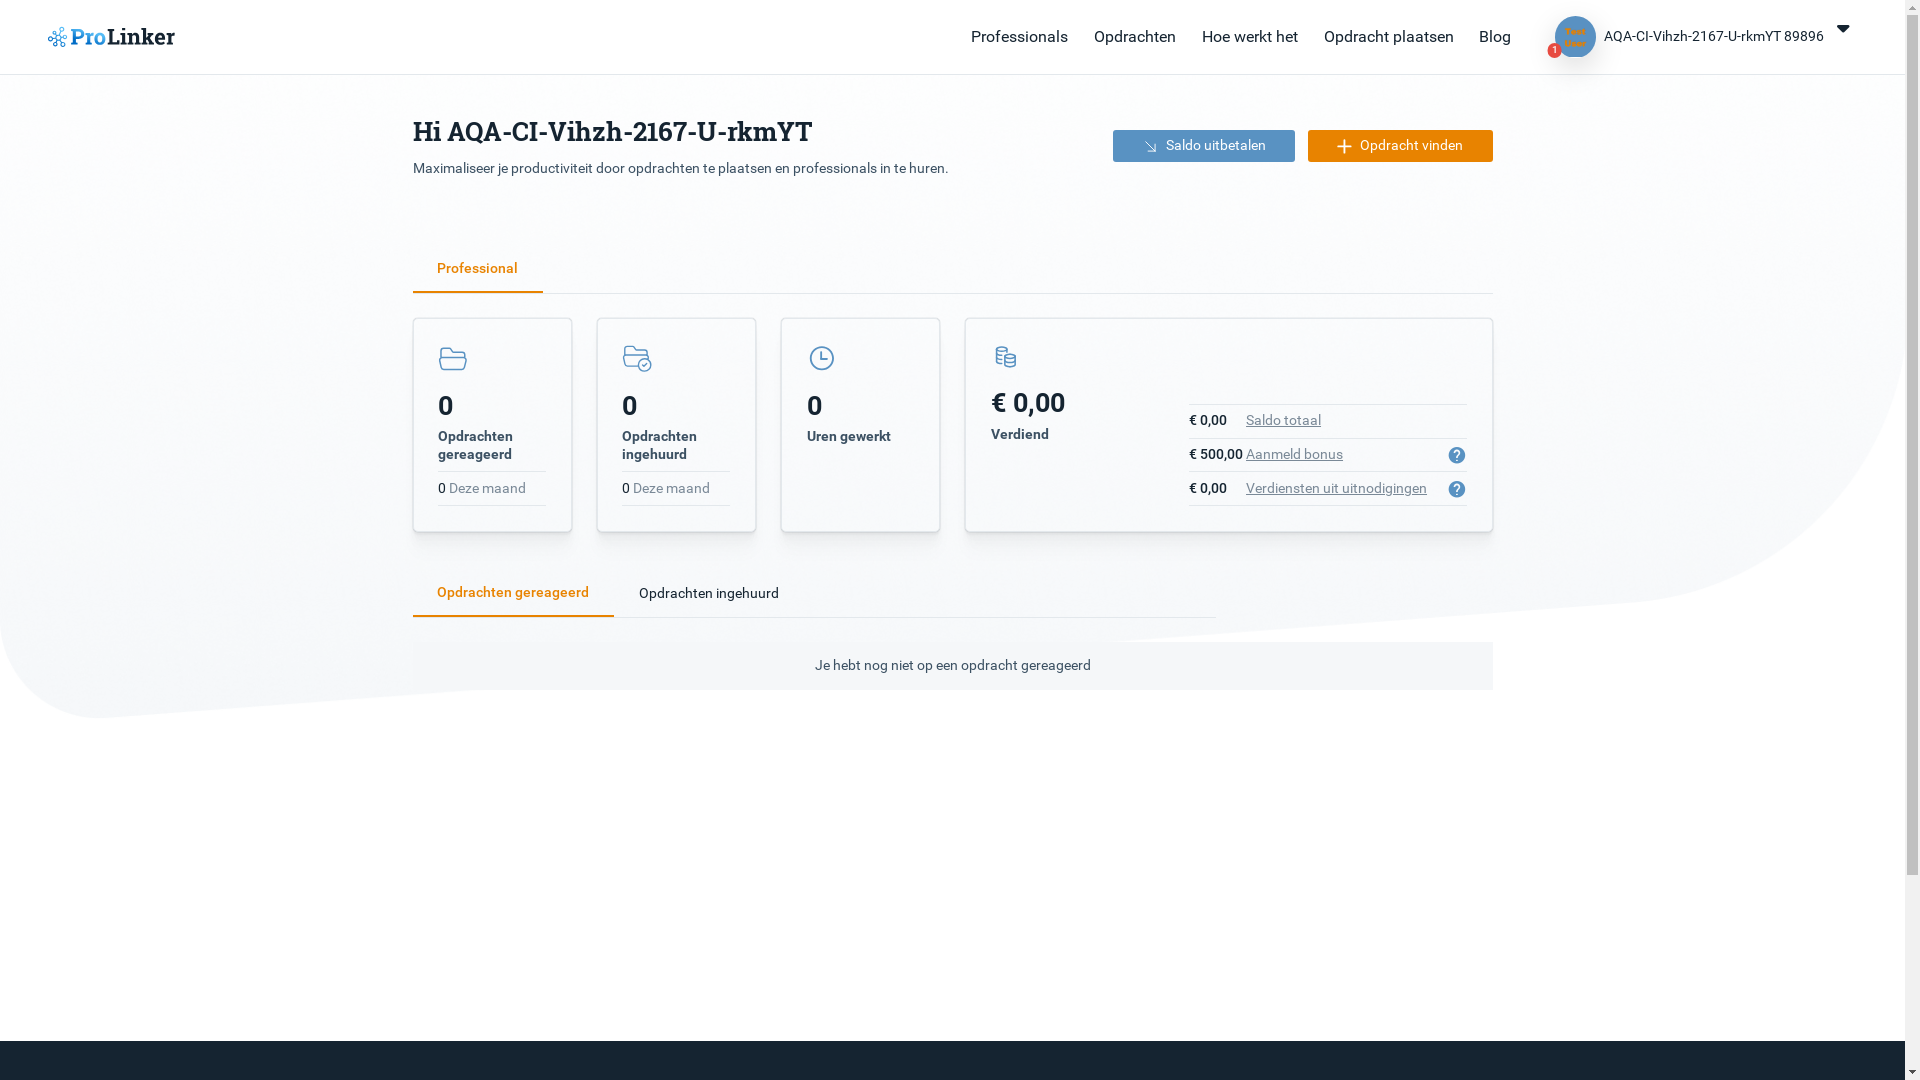 ProLinker
Professionals
Opdrachten
Hoe werkt het
Opdracht plaatsen
Blog
1
AQA-CI-Vihzh-2167-U-rkmYT 89896
Hi AQA-CI-Vihzh-2167-U-rkmYT
Maximaliseer je productiviteit door opdrachten te plaatsen en professionals in te huren.
Saldo uitbetalen
Opdracht vinden
Professional
0
Opdrachten
gereageerd
0 Deze maand
0
Opdrachten
ingehuurd
0 Deze maand
0
Uren gewerkt
€ 0,00
Verdiend
€ 0,00 Saldo totaal
€ 500,00 Aanmeld bonus
€ 0,00 Verdiensten uit uitnodigingen
Opdrachten gereageerd
Opdrachten ingehuurd
Je hebt nog niet op een opdracht gereageerd